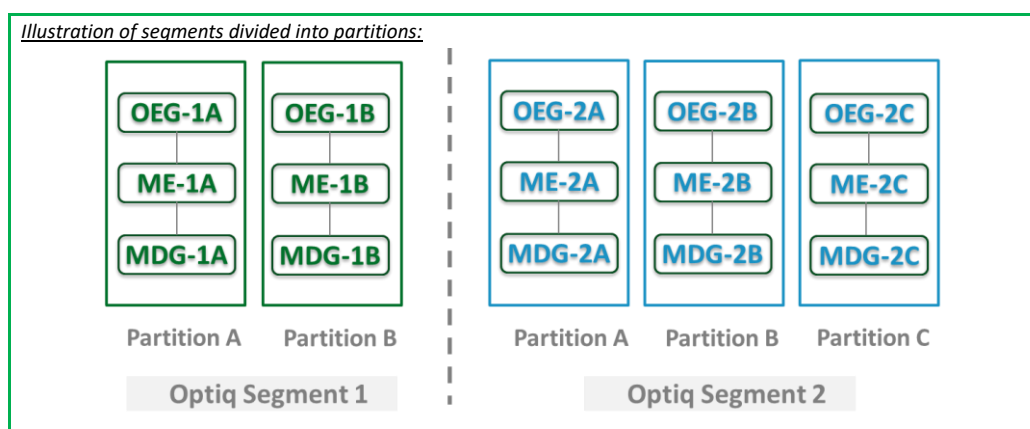 Illustration of segments divided into partitions:
OEG-1A
ME-1A
MDG-1A
Partition A
OEG-1B
ME-1B
MDG-1B
Partition B
Optiq Segment 1
OEG-2A
ME-2A
MDG-2A
Partition A
OEG-2B
ME-2B
MDG-2B
Partition B
OEG-2C
ME-2C
MDG-2C
Partition C
Optiq Segment 2